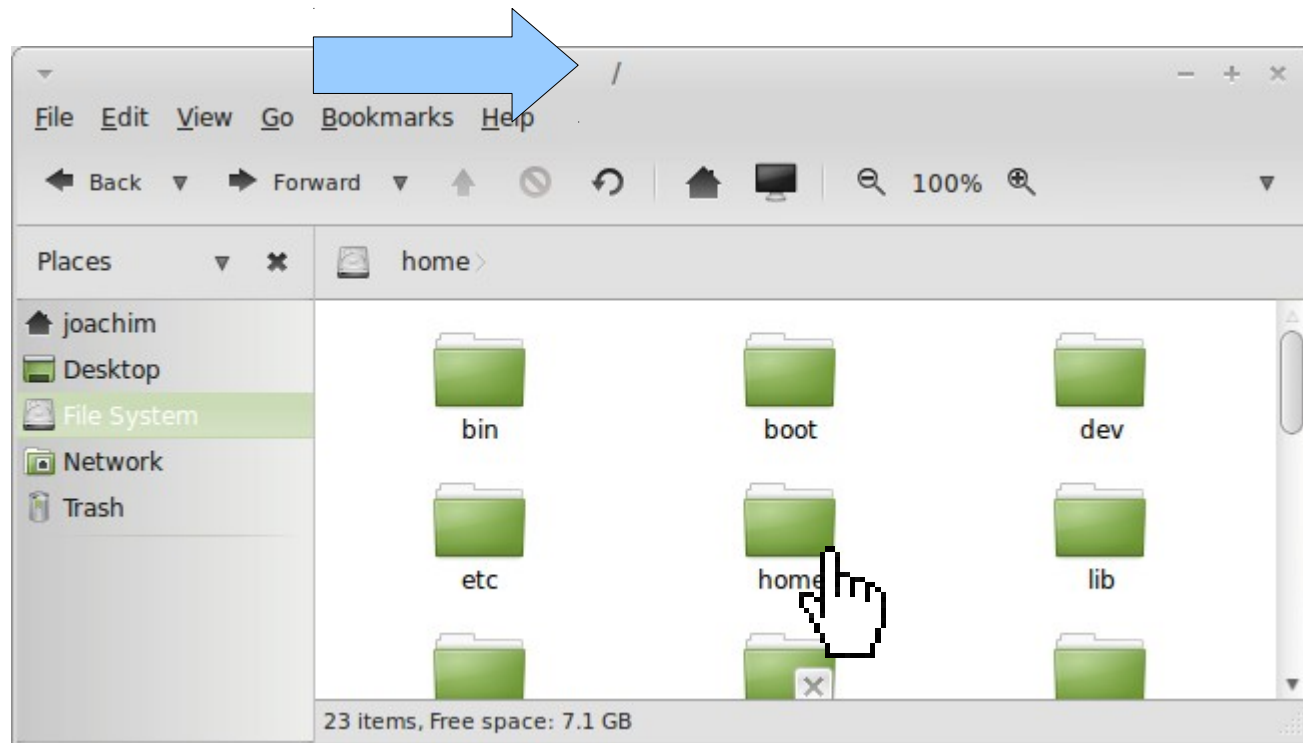 /
File Edit View Go Bookmarks Help
Back Forward 100%
Places home
joachim
Desktop
File System
Network
Trash
bin boot dev
etc home lib
23 items, Free space: 7.1 GB